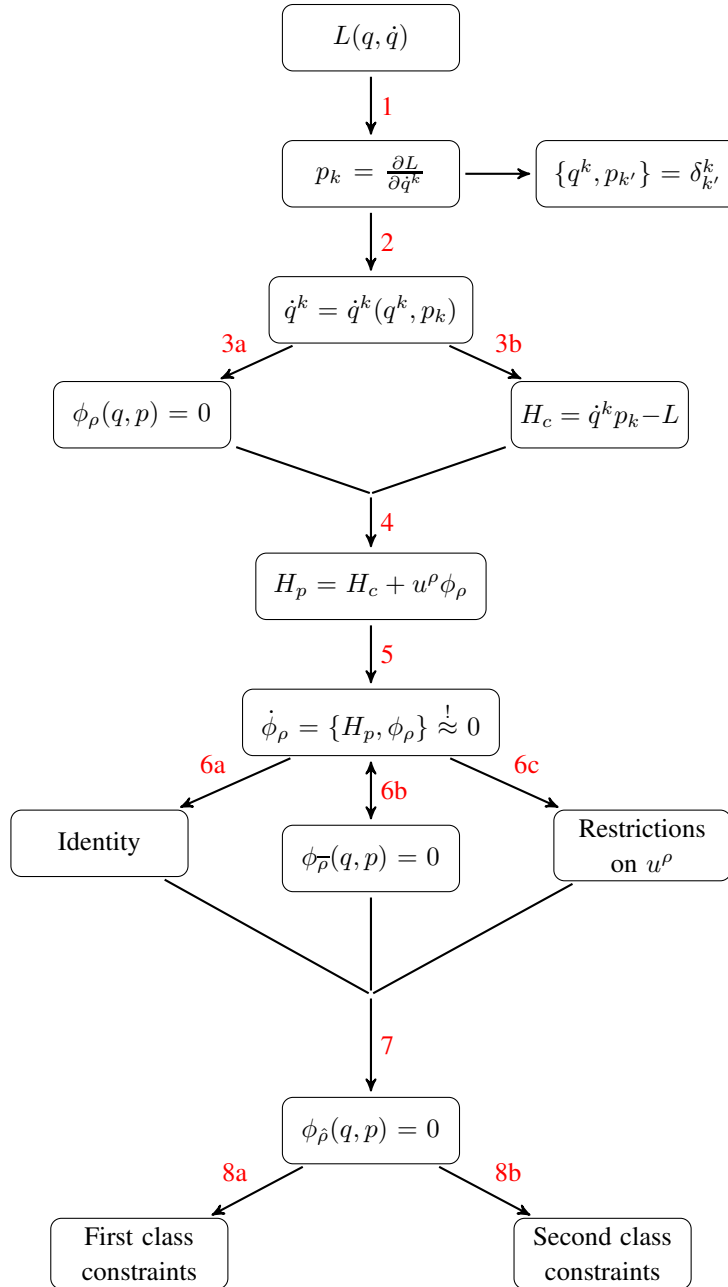 L(q, q̇)
1
p_k = ∂L/∂q̇^k
{q^k, p_k'} = δ^k_k'
2
q̇^k = q̇^k(q^k, p_k)
3a
3b
ϕ_ρ(q, p) = 0
H_c = q̇^k p_k−L
4
H_p = H_c + u^ρ ϕ_ρ
5
ϕ̇_ρ = {H_p, ϕ_ρ} ≈^! 0
6a
6b
6c
Identity
ϕ_ρ̅(q, p) = 0
Restrictions
on u^ρ
7
ϕ_ρ̂(q, p) = 0
8a
8b
First class
constraints
Second class
constraints